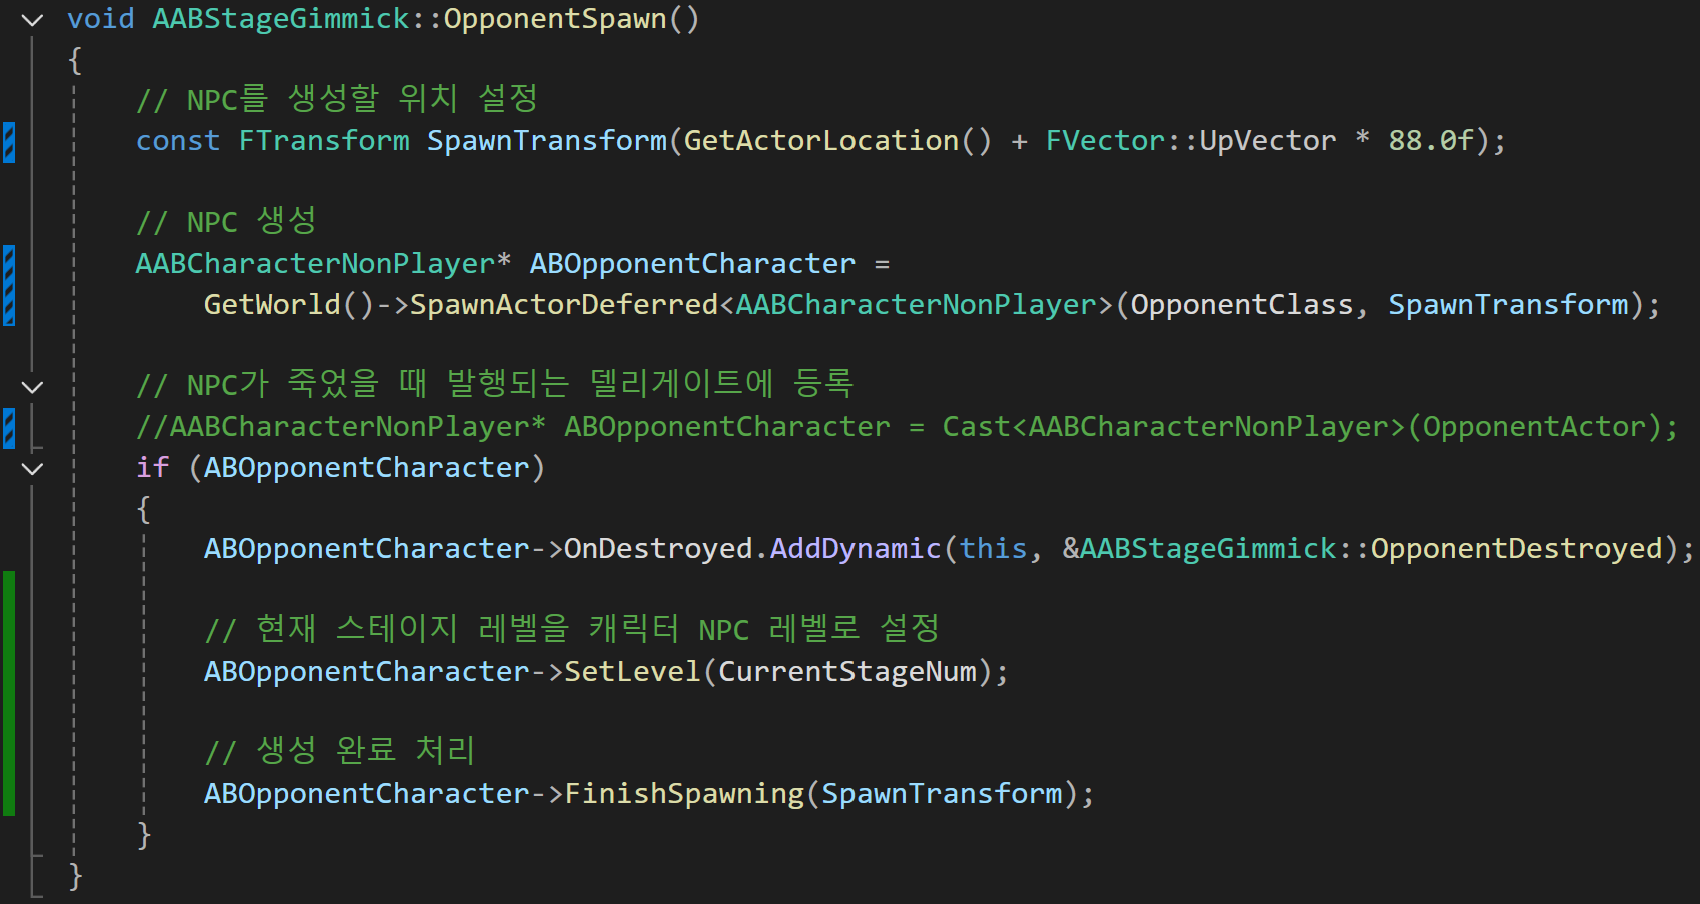 void AABStageGimmick::OpponentSpawn()
{
// NPC를 생성할 위치 설정
const FTransform SpawnTransform(GetActorLocation() + FVector::UpVector * 88.0f);
// NPC 생성
AABCharacterNonPlayer* ABOpponentCharacter =
GetWorld()->SpawnActorDeferred<AABCharacterNonPlayer>(OpponentClass, SpawnTransform);
// NPC가 죽었을 때 발행되는 델리게이트에 등록
//AABCharacterNonPlayer* ABOpponentCharacter = Cast<AABCharacterNonPlayer>(OpponentActor);
if (ABOpponentCharacter)
{
ABOpponentCharacter->OnDestroyed.AddDynamic(this, &AABStageGimmick::OpponentDestroyed);
// 현재 스테이지 레벨을 캐릭터 NPC 레벨로 설정
ABOpponentCharacter->SetLevel(CurrentStageNum);
// 생성 완료 처리
ABOpponentCharacter->FinishSpawning(SpawnTransform);
}
}